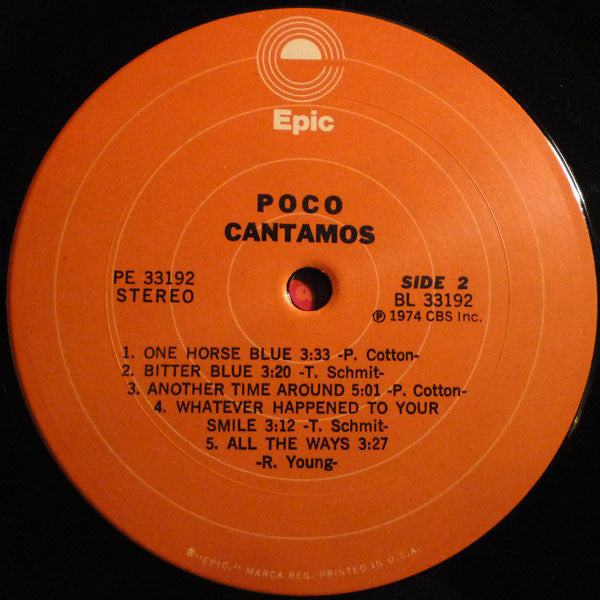 Epic
POCO
CANTAMOS
PE 33192
STEREO
SIDE 2
BL 33192
Ⓟ 1974 CBS Inc.
1. ONE HORSE BLUE 3:33 -P. Cotton-
2. BITTER BLUE 3:20 -T. Schmit-
3. ANOTHER TIME AROUND 5:01 -P. Cotton-
4. WHATEVER HAPPENED TO YOUR
SMILE 3:12 -T. Schmit-
5. ALL THE WAYS 3:27
-R. Young-
®"EPIC," MARCA REG. PRINTED IN U.S.A.